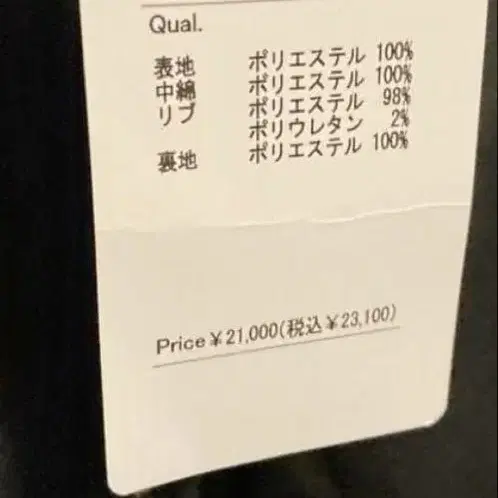 Qual.
表地 ポリエステル 100%
中綿 ポリエステル 100%
リブ ポリエステル 98%
ポリウレタン 2%
裏地 ポリエステル 100%
Price¥21,000(税込¥23,100)